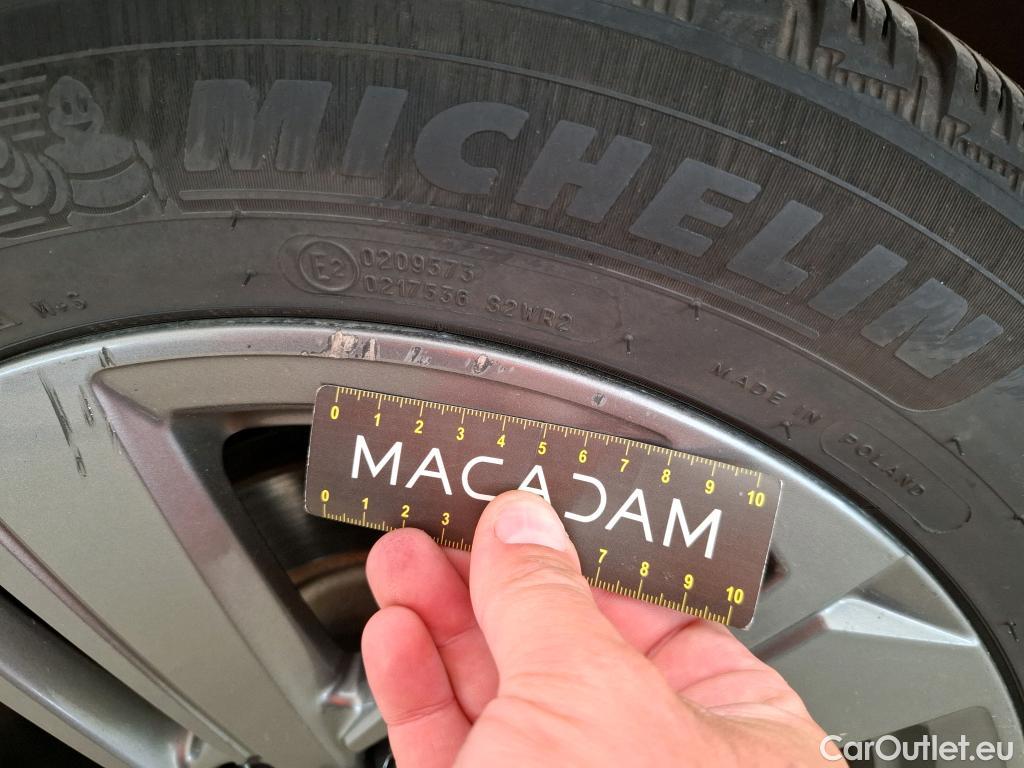 MICHELIN
E2
0209573
0217536 S2WR2
MADE IN POLAND
0 1 2 3 4 5 6 7 8 9 10
MACADAM
0 1 2 3 7 8 9 10
CarOutlet.eu